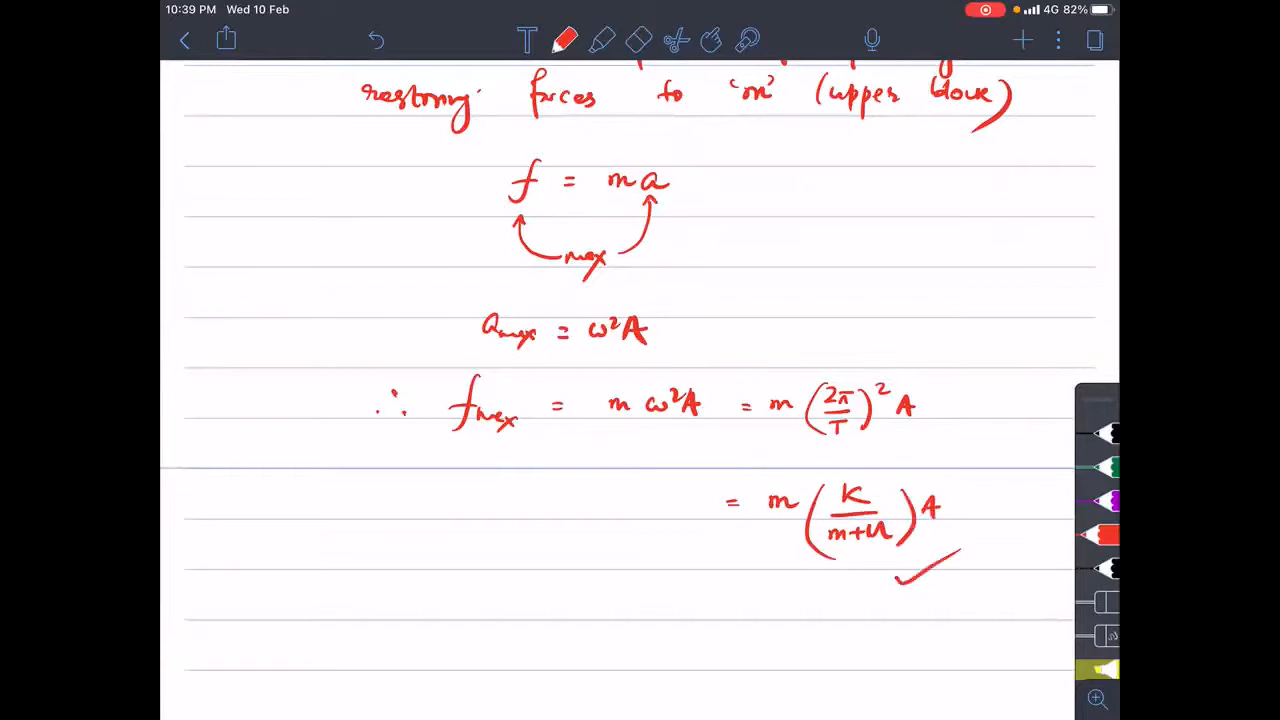 10:39 PM Wed 10 Feb
4G 82%
restoring forces to 'm' (upper block)
f = ma
max
a_max = ω²A
∴ f_max = m ω²A = m (2π/T)² A
= m (K/m+M) A